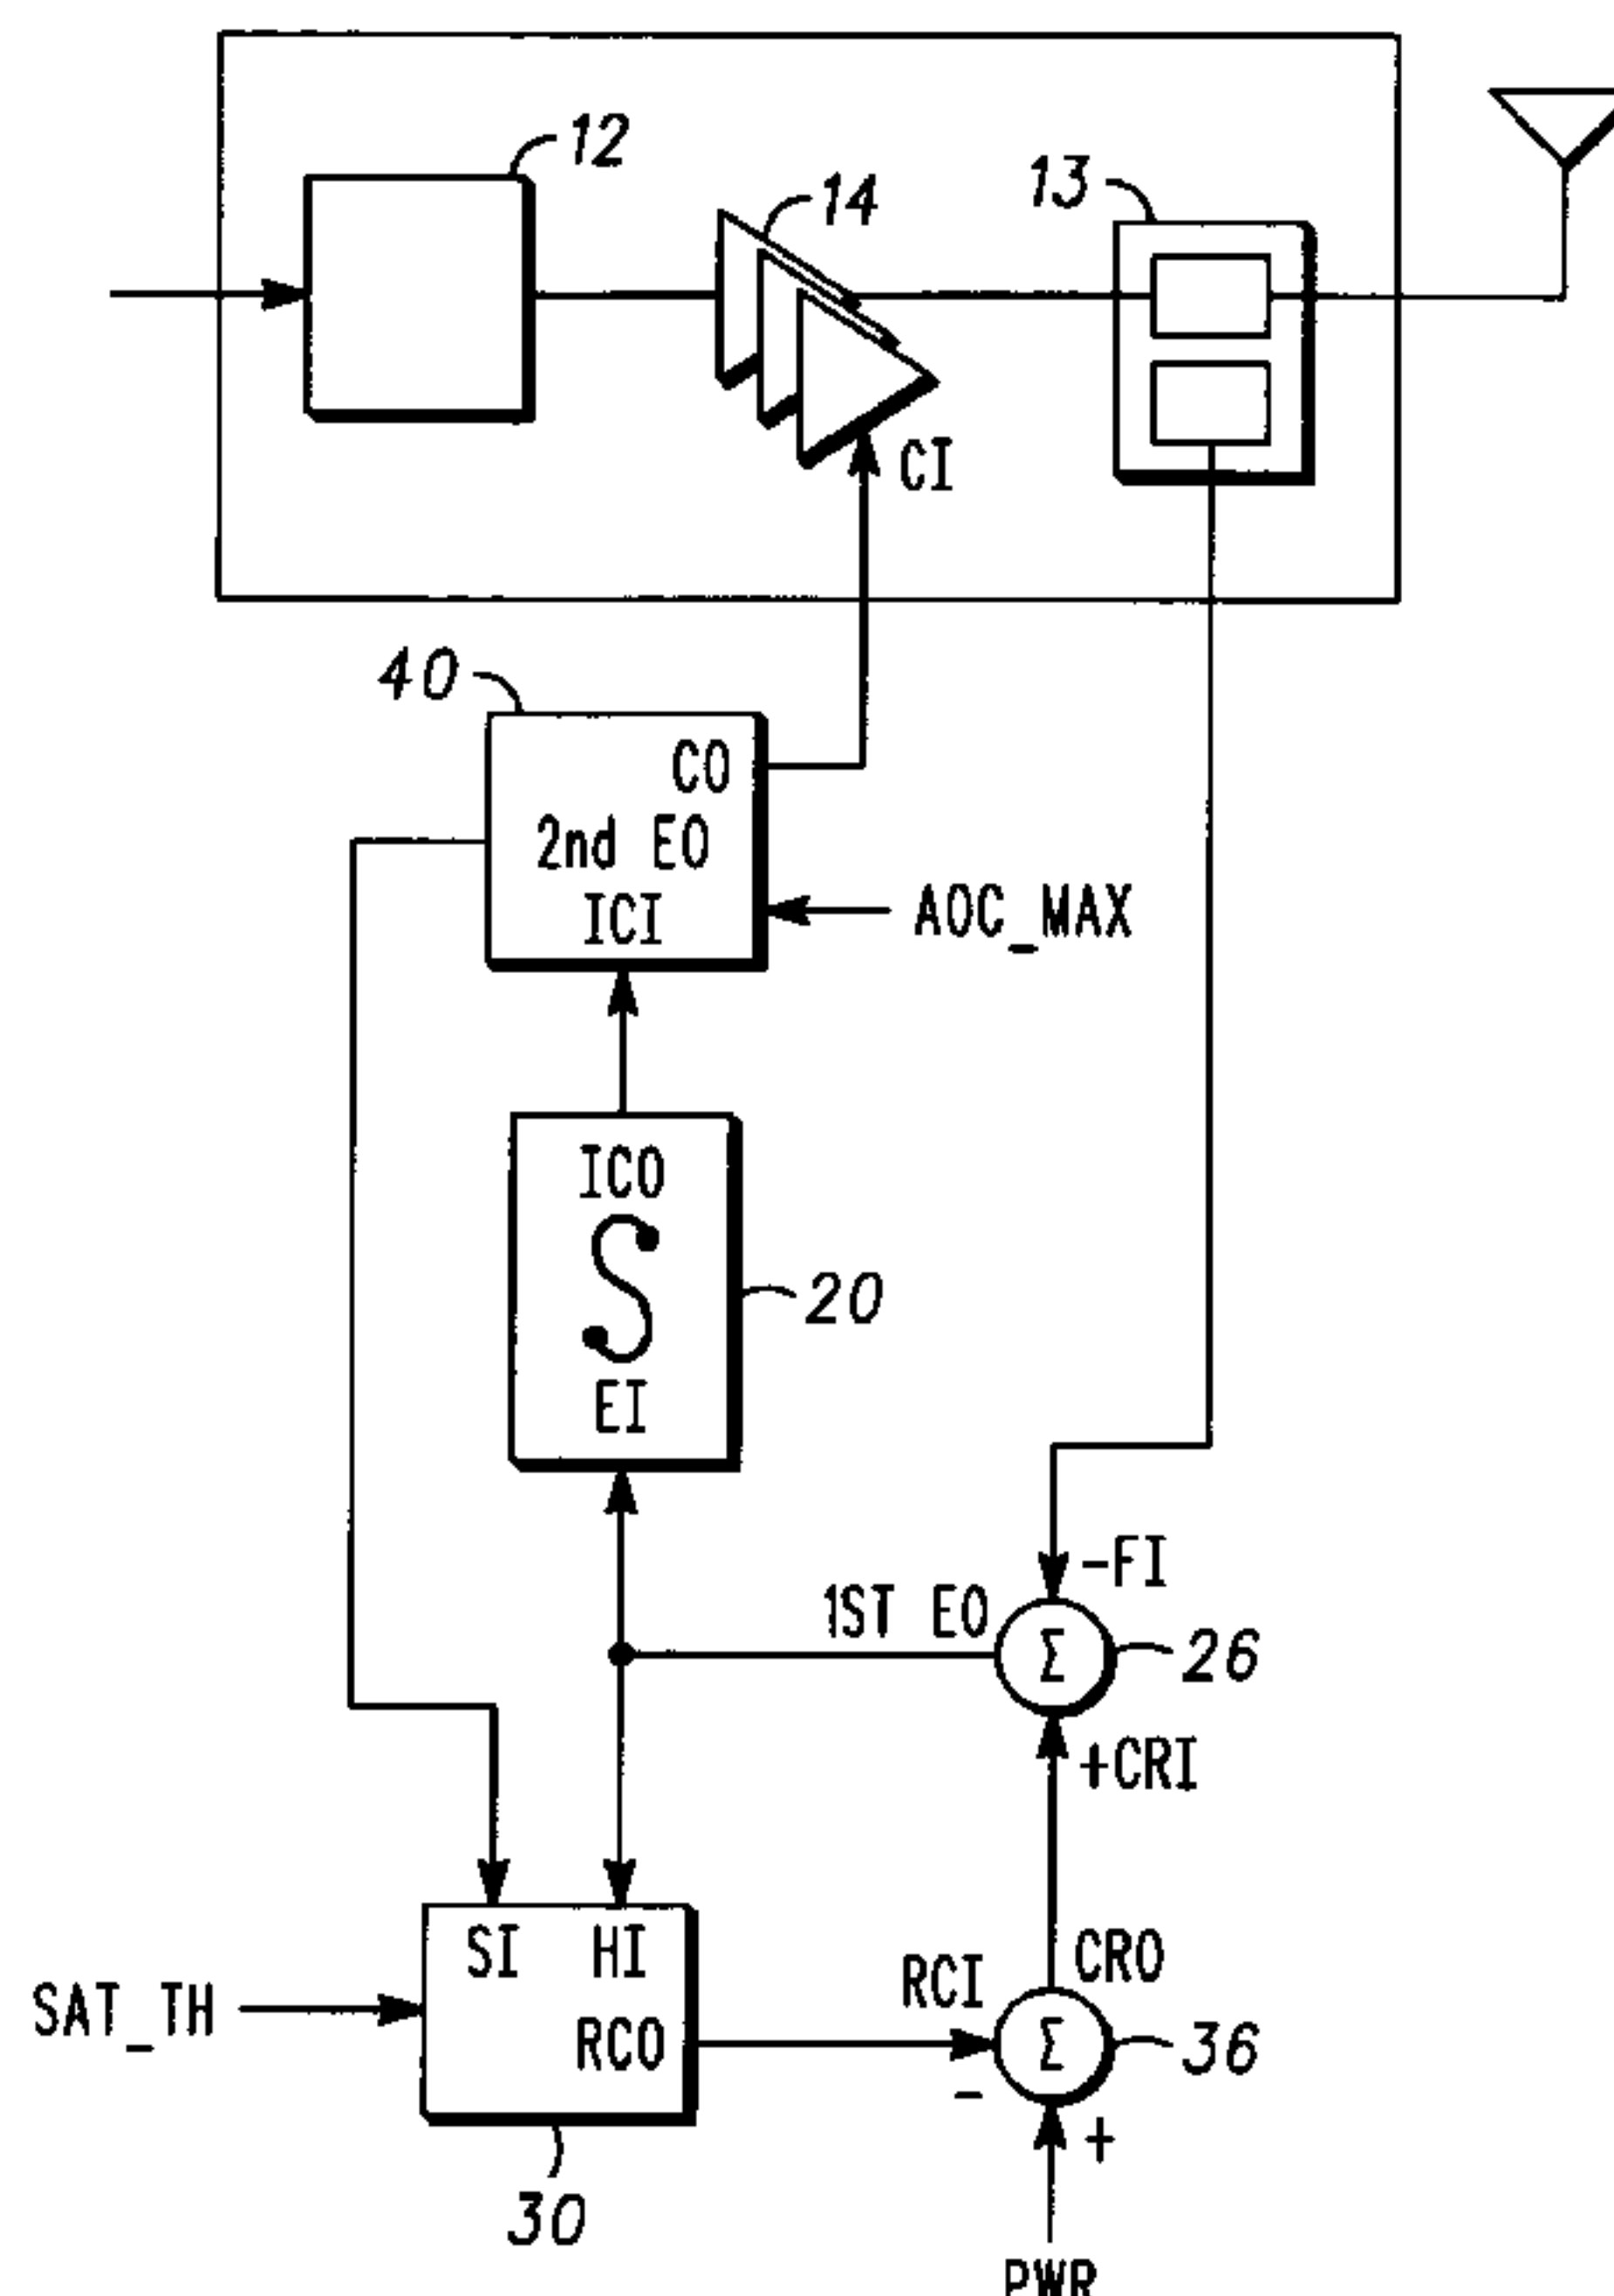 12
14
13
CI
40
CO
2nd EO
ICI
AOC_MAX
ICO
S
EI
20
-FI
1ST EO
Σ
26
+CRI
SI HI
RCO
SAT_TH
30
RCI
CRO
Σ
36
-
+
PWR